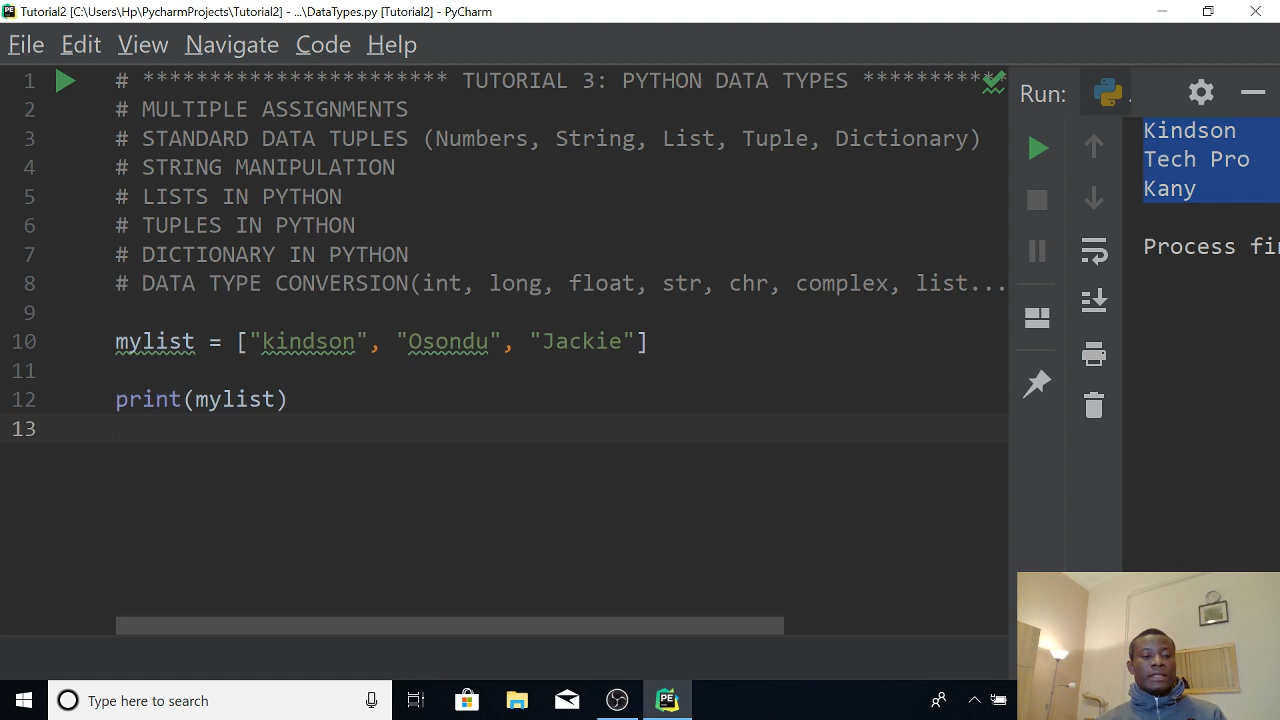 Tutorial2 [C:\Users\Hp\PycharmProjects\Tutorial2] - ...\DataTypes.py [Tutorial2] - PyCharm
File Edit View Navigate Code Help
1 # *********************** TUTORIAL 3: PYTHON DATA TYPES ***********
2 # MULTIPLE ASSIGNMENTS
3 # STANDARD DATA TUPLES (Numbers, String, List, Tuple, Dictionary)
4 # STRING MANIPULATION
5 # LISTS IN PYTHON
6 # TUPLES IN PYTHON
7 # DICTIONARY IN PYTHON
8 # DATA TYPE CONVERSION(int, long, float, str, chr, complex, list...
9
10 mylist = ["kindson", "Osondu", "Jackie"]
11
12 print(mylist)
13
Run:
Kindson
Tech Pro
Kany
Process fi
Type here to search